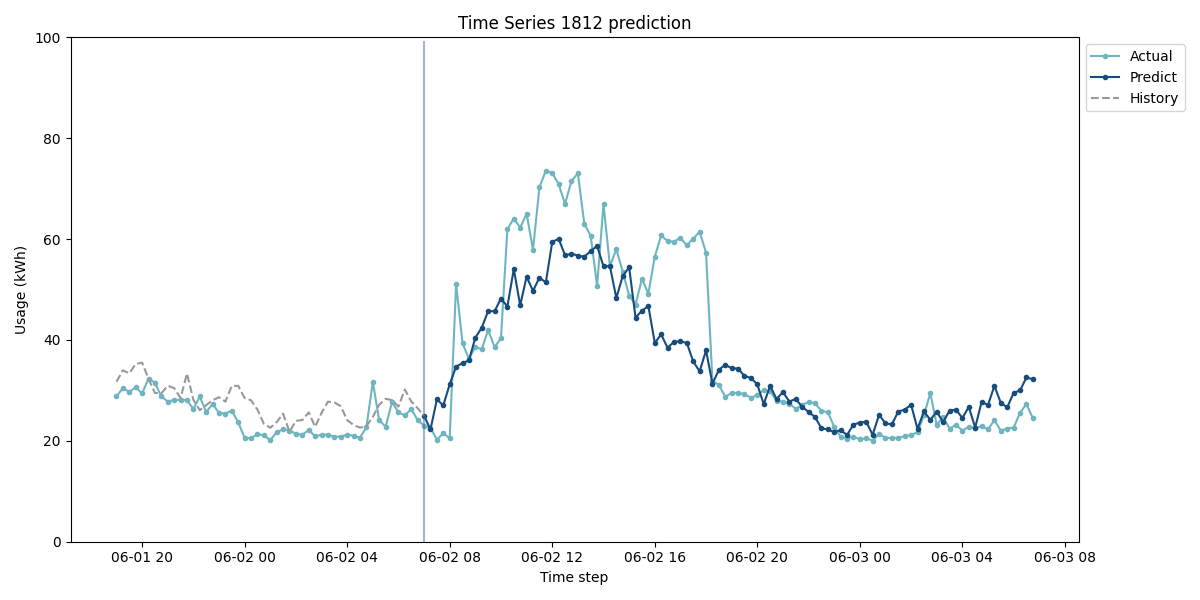 Time Series 1812 prediction
100
80
60
40
20
0
Usage (kWh)
06-01 20
06-02 00
06-02 04
06-02 08
06-02 12
06-02 16
06-02 20
06-03 00
06-03 04
06-03 08
Time step
Actual
Predict
History